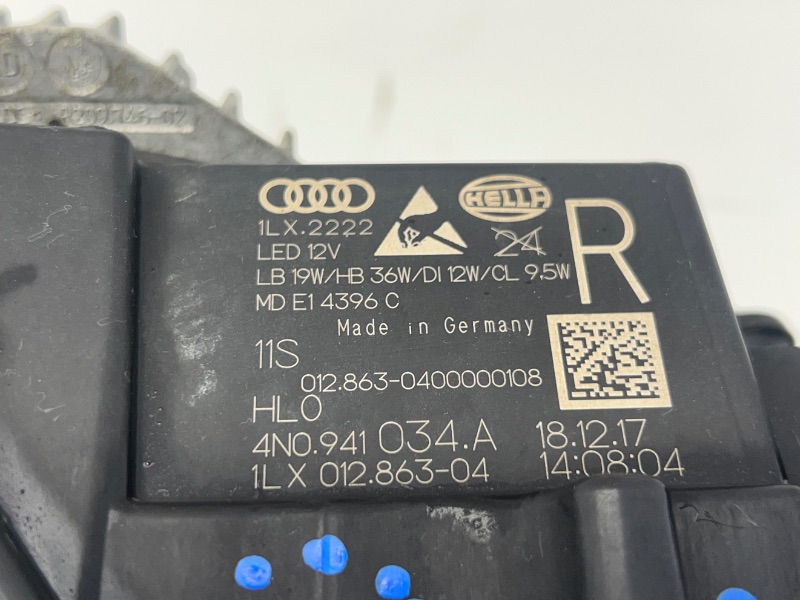 HELLA
1LX.2222
24
R
LED 12V
LB 19W/HB 36W/DI 12W/CL 9,5W
MD E1 4396 C
Made in Germany
11S
012.863-0400000108
HL0
4N0.941 034.A 18.12.17
1LX 012.863-04 14:08:04